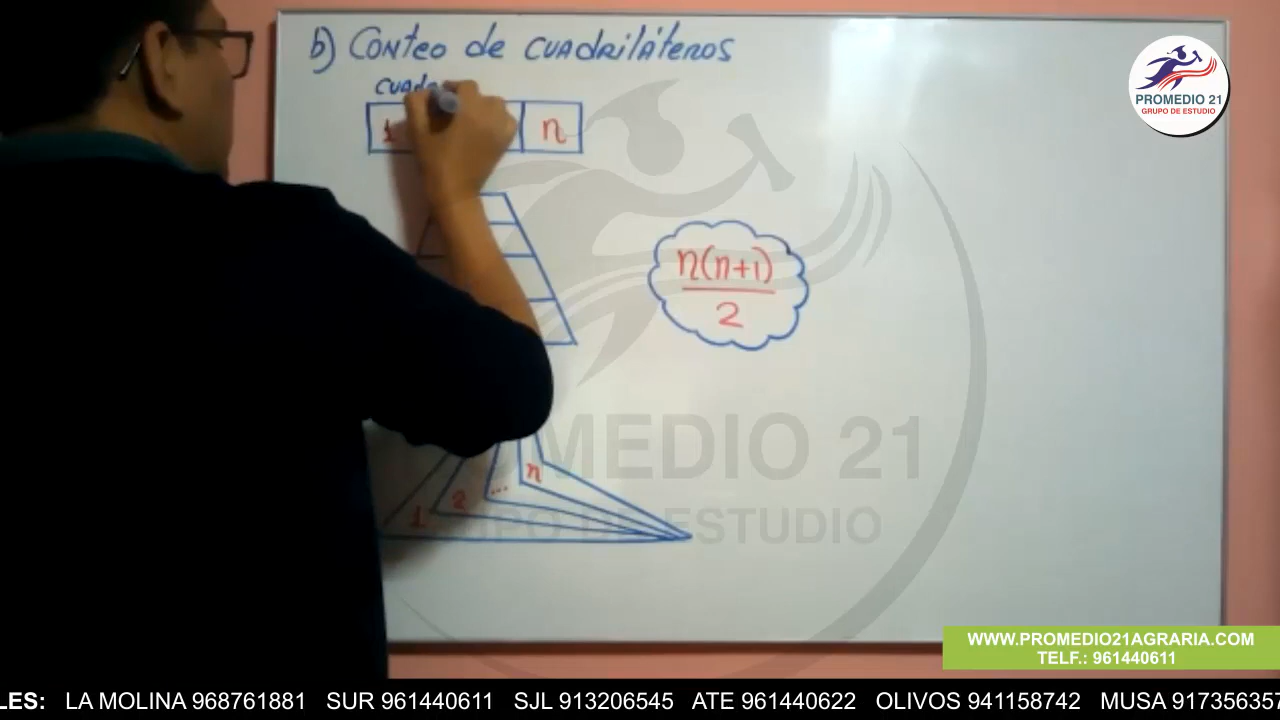 b) Conteo de cuadriláteros
1 n
n(n+1)
2
n
...
2
1
PROMEDIO 21
GRUPO DE ESTUDIO
MEDIO 21
DE ESTUDIO
WWW.PROMEDIO21AGRARIA.COM
TELF.: 961440611
LES: LA MOLINA 968761881 SUR 961440611 SJL 913206545 ATE 961440622 OLIVOS 941158742 MUSA 917356357